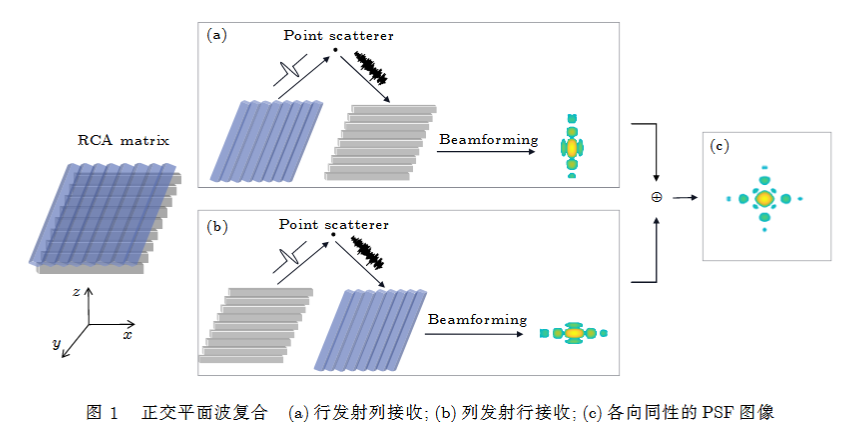 (a)
Point scatterer
Beamforming
RCA matrix
z
x
y
(b)
Point scatterer
Beamforming
⊕
(c)
图 1 正交平面波复合 (a) 行发射列接收; (b) 列发射行接收; (c) 各向同性的 PSF 图像